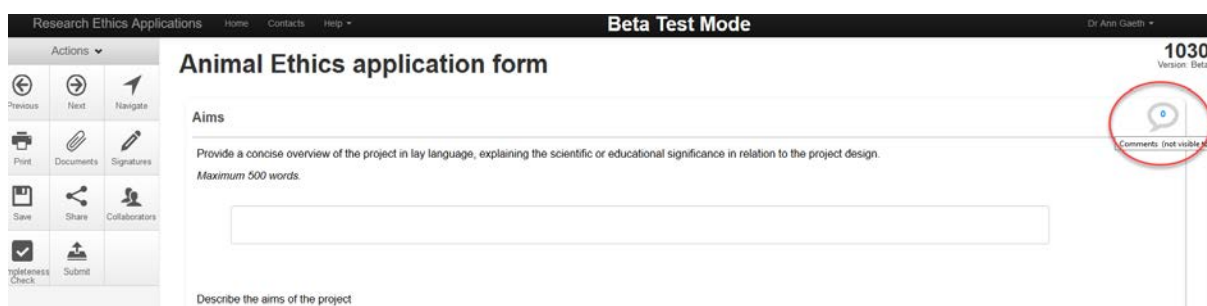 Research Ethics Applications Home Contacts Help Beta Test Mode Dr Ann Gaeth
Actions
Animal Ethics application form
1030
Version: Beta
Previous Next Navigate
Aims
0
Comments (not visible
Provide a concise overview of the project in lay language, explaining the scientific or educational significance in relation to the project design.
Print Documents Signatures
Maximum 500 words.
Save Share Collaborators
mpleteness Submit
Check
Describe the aims of the project